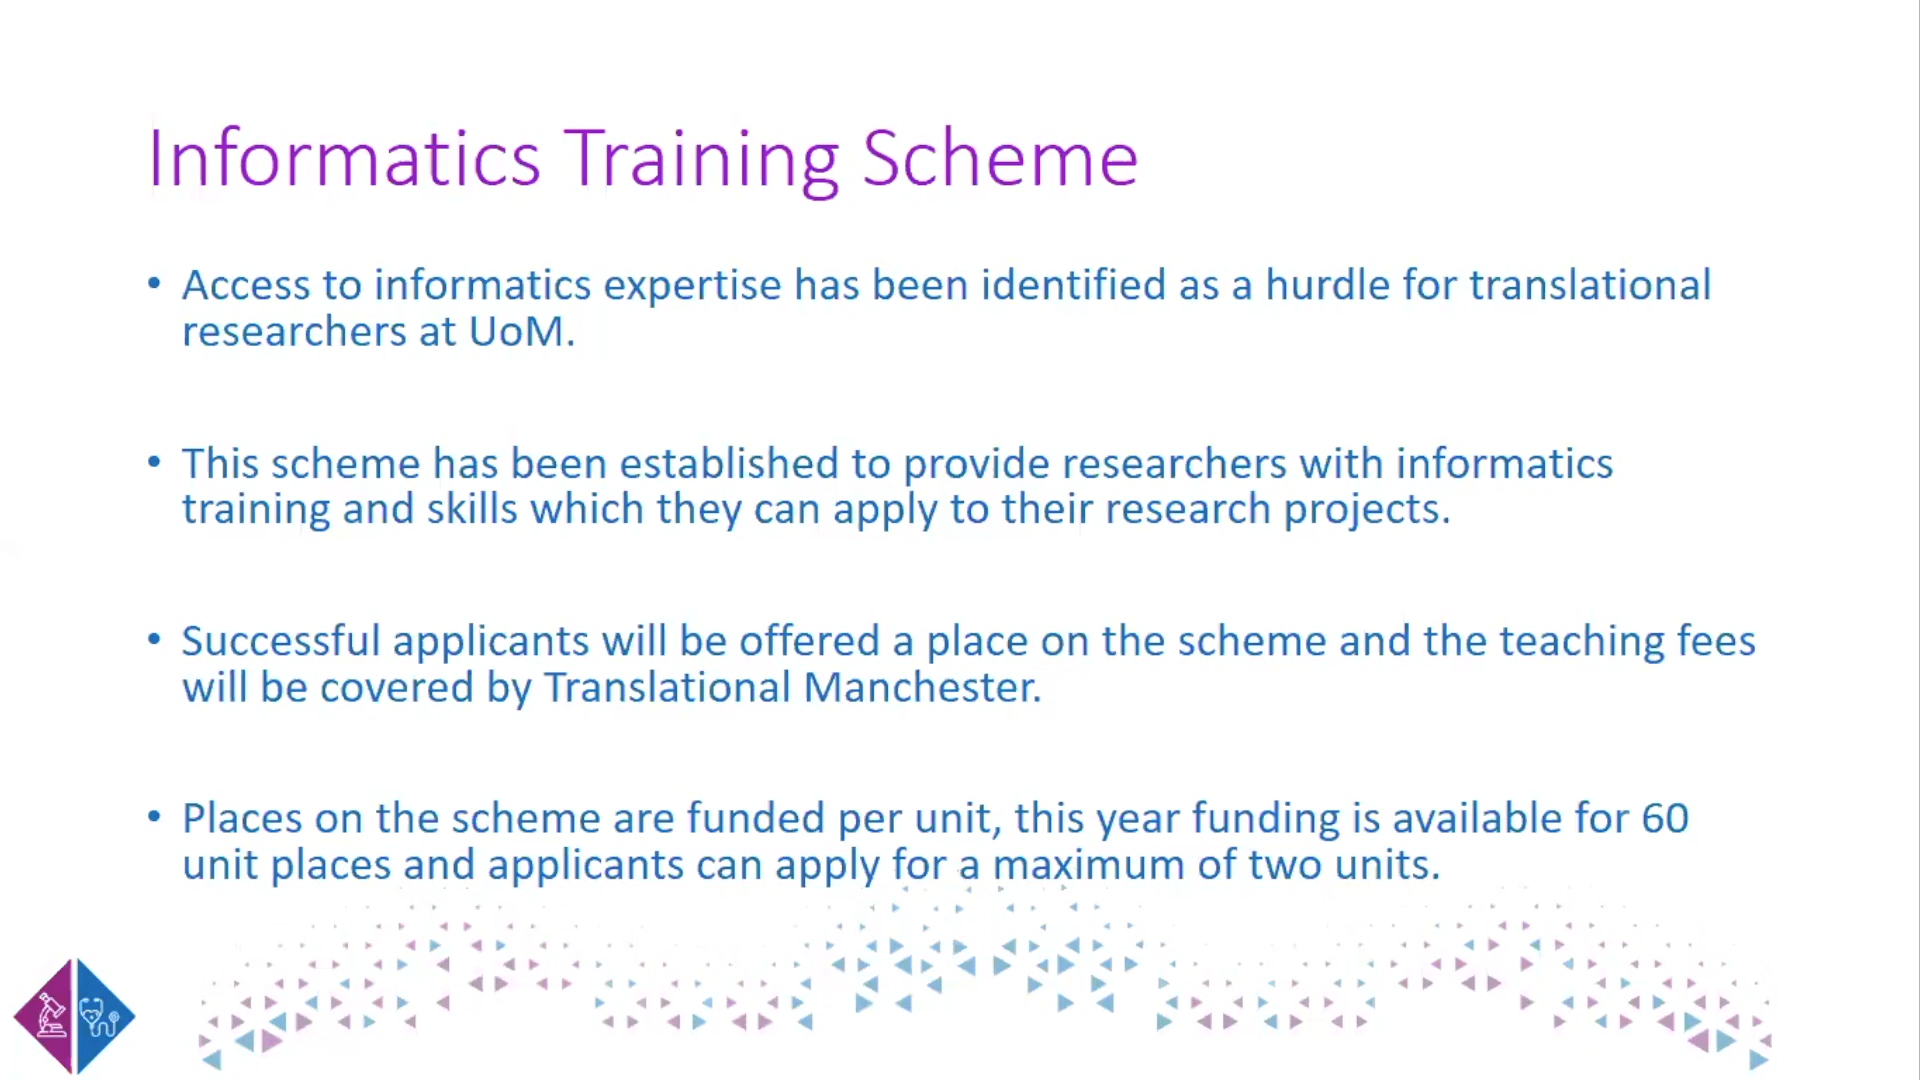 Informatics Training Scheme
• Access to informatics expertise has been identified as a hurdle for translational
researchers at UoM.
• This scheme has been established to provide researchers with informatics
training and skills which they can apply to their research projects.
• Successful applicants will be offered a place on the scheme and the teaching fees
will be covered by Translational Manchester.
• Places on the scheme are funded per unit, this year funding is available for 60
unit places and applicants can apply for a maximum of two units.